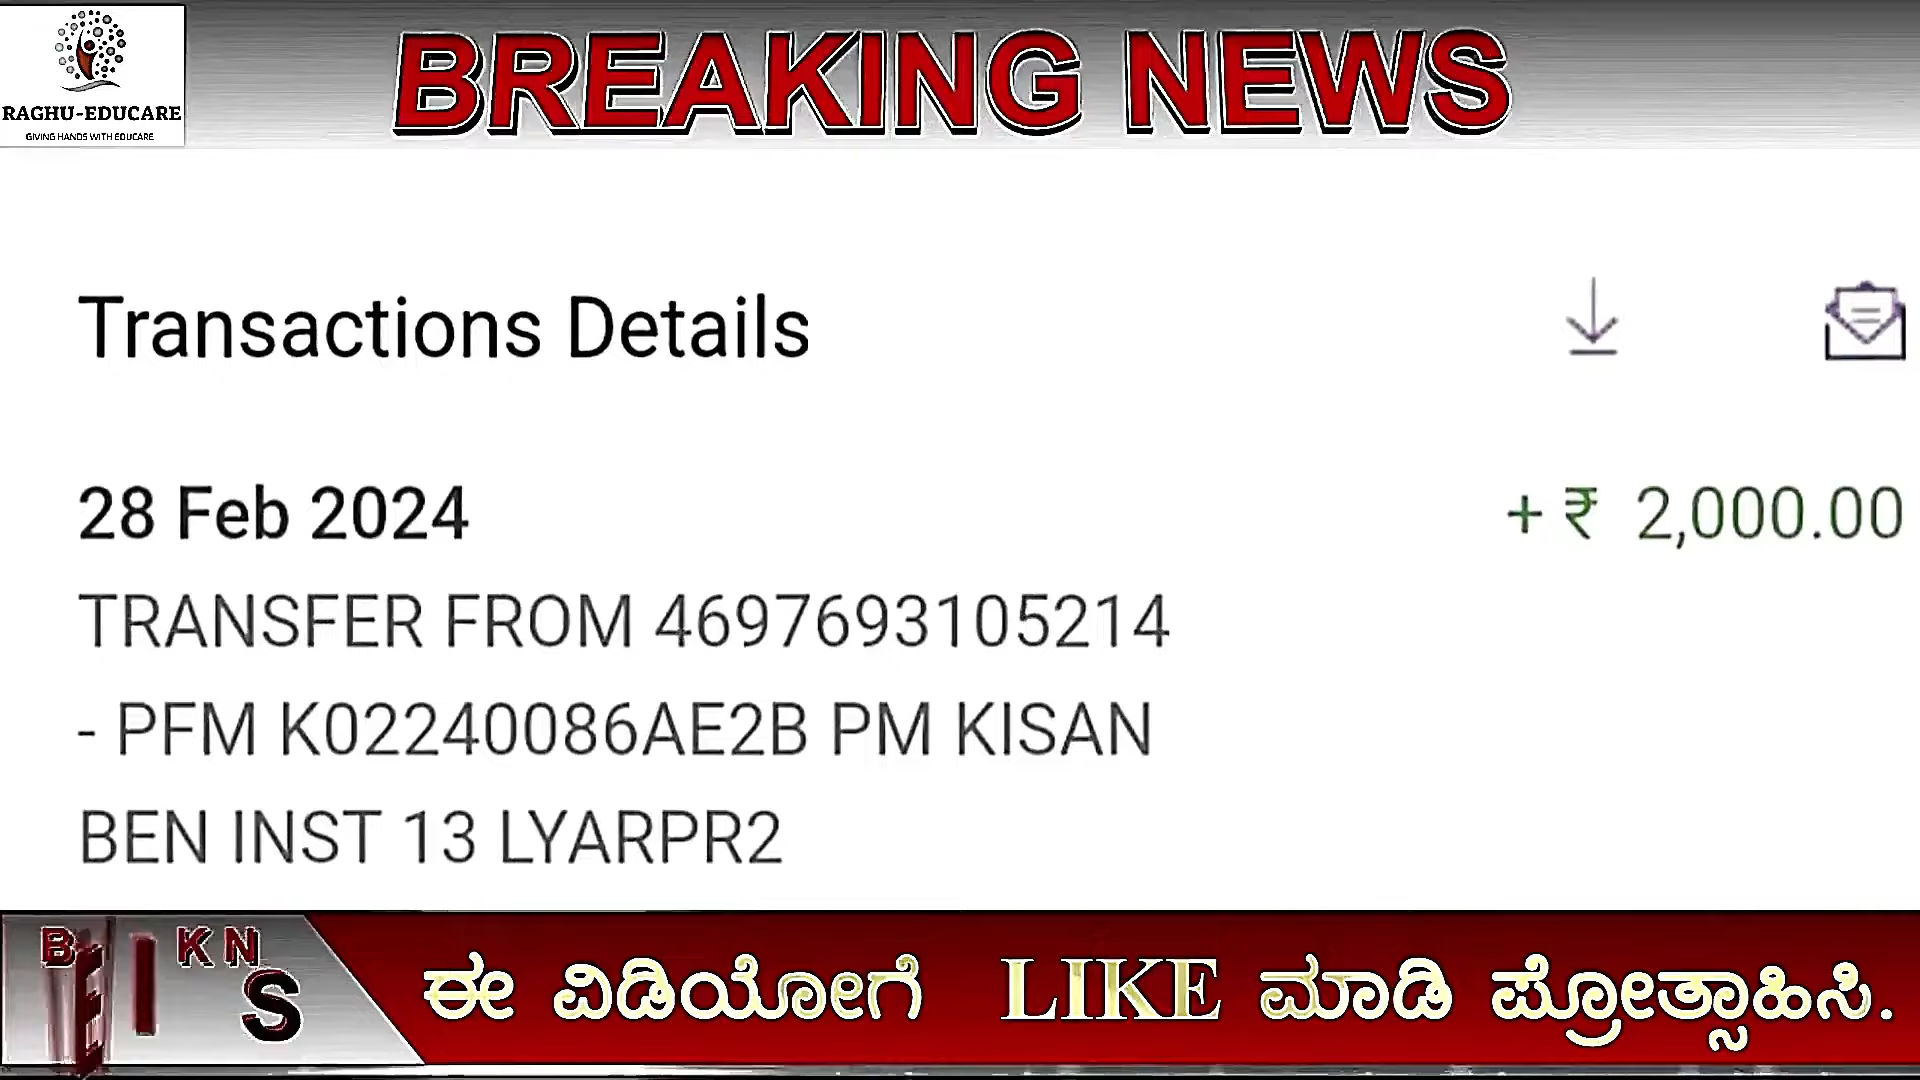 RAGHU-EDUCARE
GIVING HANDS WITH EDUCARE
BREAKING NEWS
Transactions Details
28 Feb 2024
+ ₹ 2,000.00
TRANSFER FROM 4697693105214
- PFM K02240086AE2B PM KISAN
BEN INST 13 LYARPR2
ಈ ವಿಡಿಯೋಗೆ LIKE ಮಾಡಿ ಪ್ರೋತ್ಸಾಹಿಸಿ.